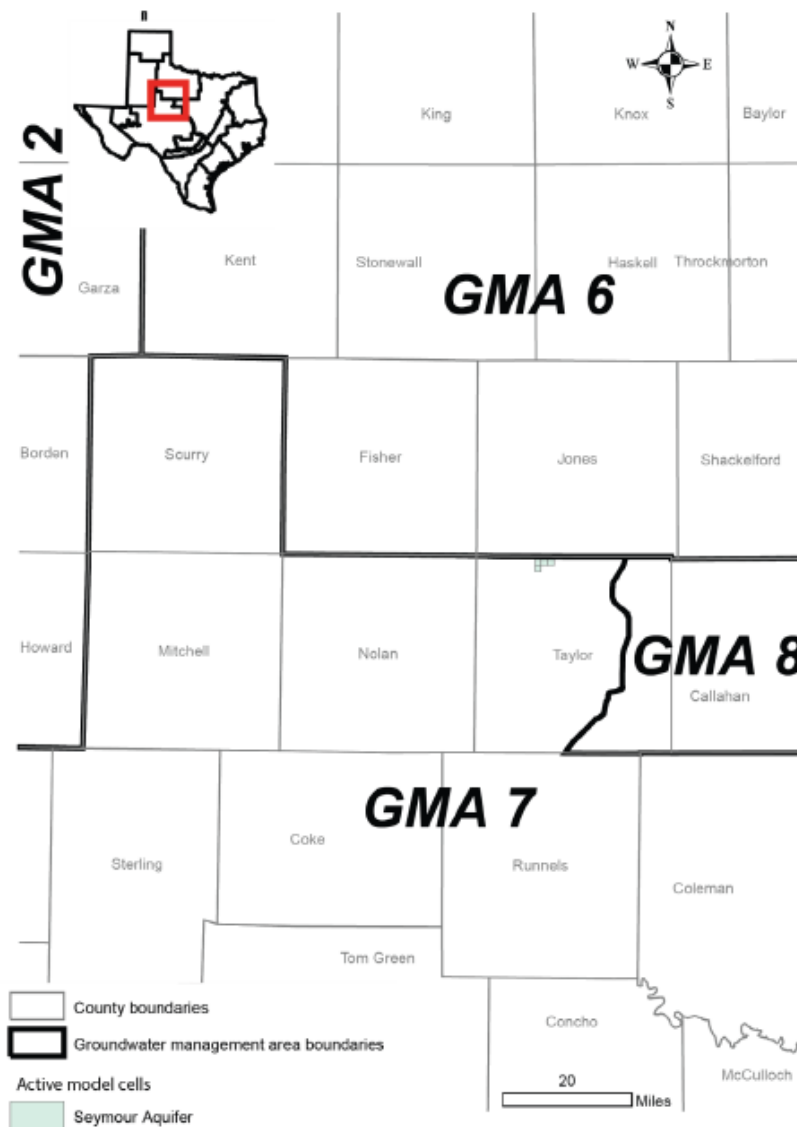 N
W E
S
King
Knox
Baylor
GMA 2
Garza
Kent
Stonewall
Haskell
Throckmorton
GMA 6
Borden
Scurry
Fisher
Jones
Shackelford
Howard
Mitchell
Nolan
Taylor
GMA 8
Callahan
GMA 7
Sterling
Coke
Runnels
Coleman
Tom Green
Concho
McCulloch
County boundaries
Groundwater management area boundaries
Active model cells
Seymour Aquifer
20
Miles